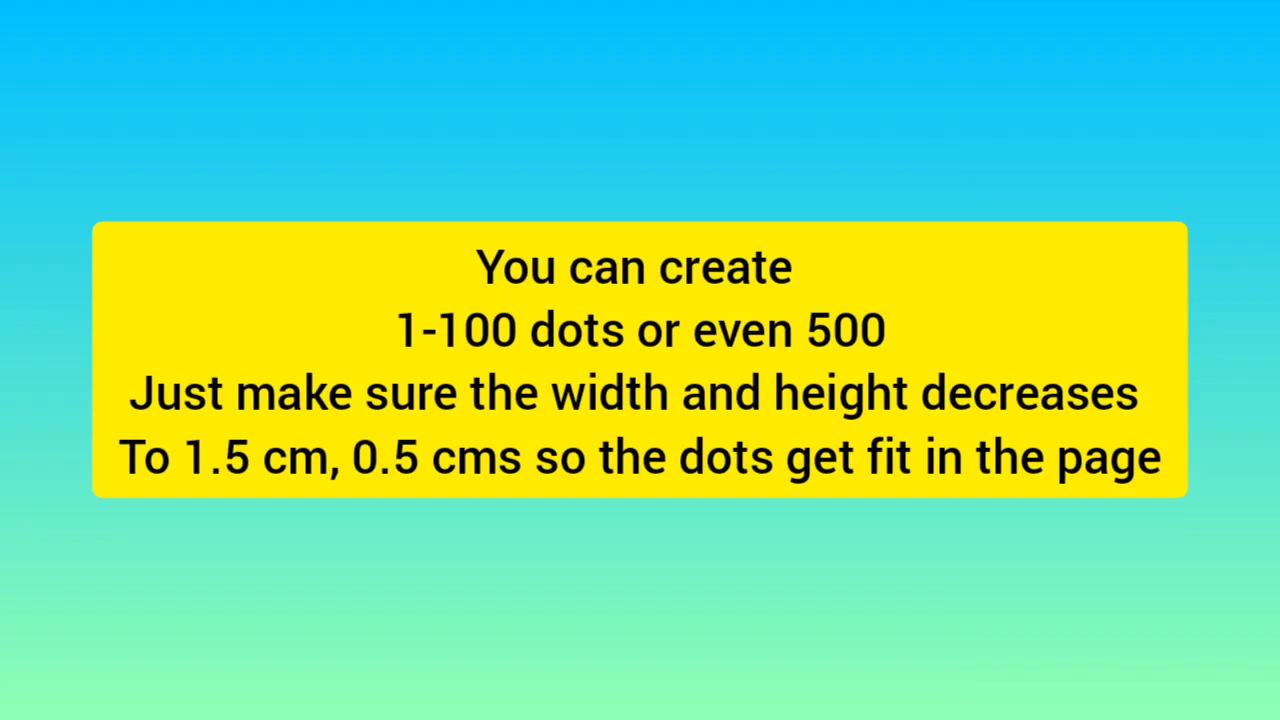 You can create
1-100 dots or even 500
Just make sure the width and height decreases
To 1.5 cm, 0.5 cms so the dots get fit in the page